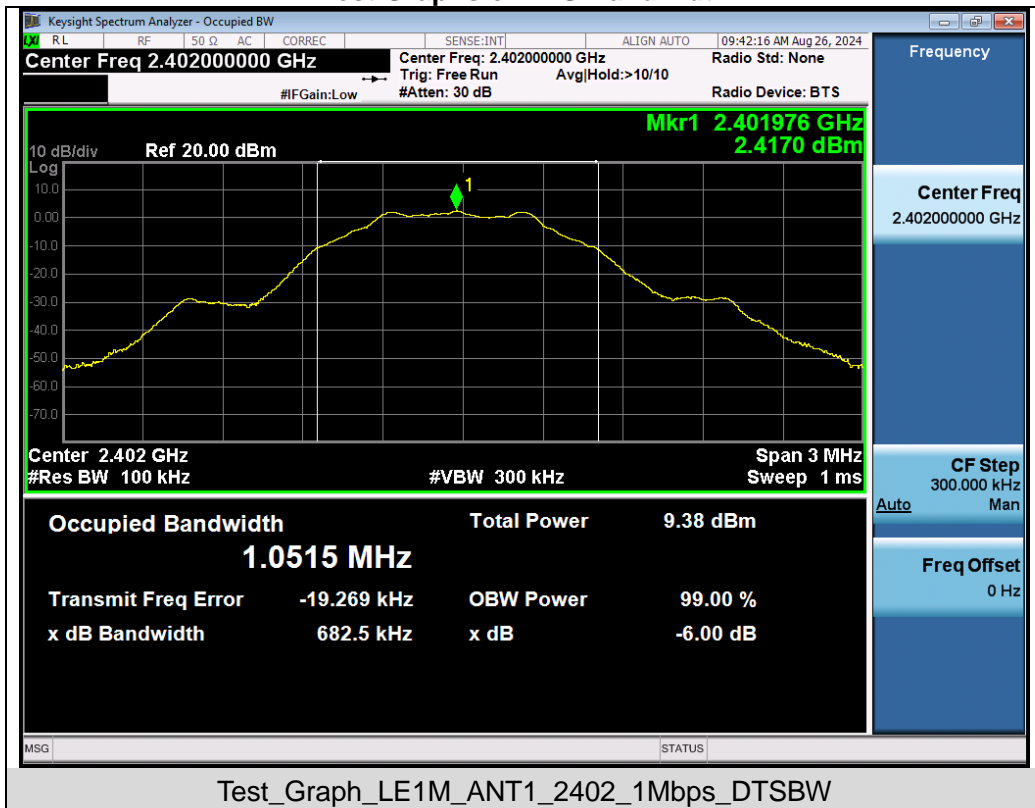 Keysight Spectrum Analyzer - Occupied BW
LXI RL RF 50 Ω AC CORREC SENSE:INT ALIGN AUTO 09:42:16 AM Aug 26, 2024
Center Freq 2.402000000 GHz
Center Freq: 2.402000000 GHz
Radio Std: None
Trig: Free Run Avg|Hold:>10/10
#IFGain:Low
#Atten: 30 dB
Radio Device: BTS
Frequency
Mkr1 2.401976 GHz
2.4170 dBm
10 dB/div Ref 20.00 dBm
Log
10.0
0.00
-10.0
-20.0
-30.0
-40.0
-50.0
-60.0
-70.0
1
Center 2.402 GHz
Span 3 MHz
#Res BW 100 kHz
#VBW 300 kHz
Sweep 1 ms
Center Freq
2.402000000 GHz
CF Step
300.000 kHz
Auto Man
Freq Offset
0 Hz
Occupied Bandwidth
1.0515 MHz
Total Power 9.38 dBm
Transmit Freq Error -19.269 kHz
OBW Power 99.00 %
x dB Bandwidth 682.5 kHz
x dB -6.00 dB
MSG
STATUS
Test_Graph_LE1M_ANT1_2402_1Mbps_DTSBW